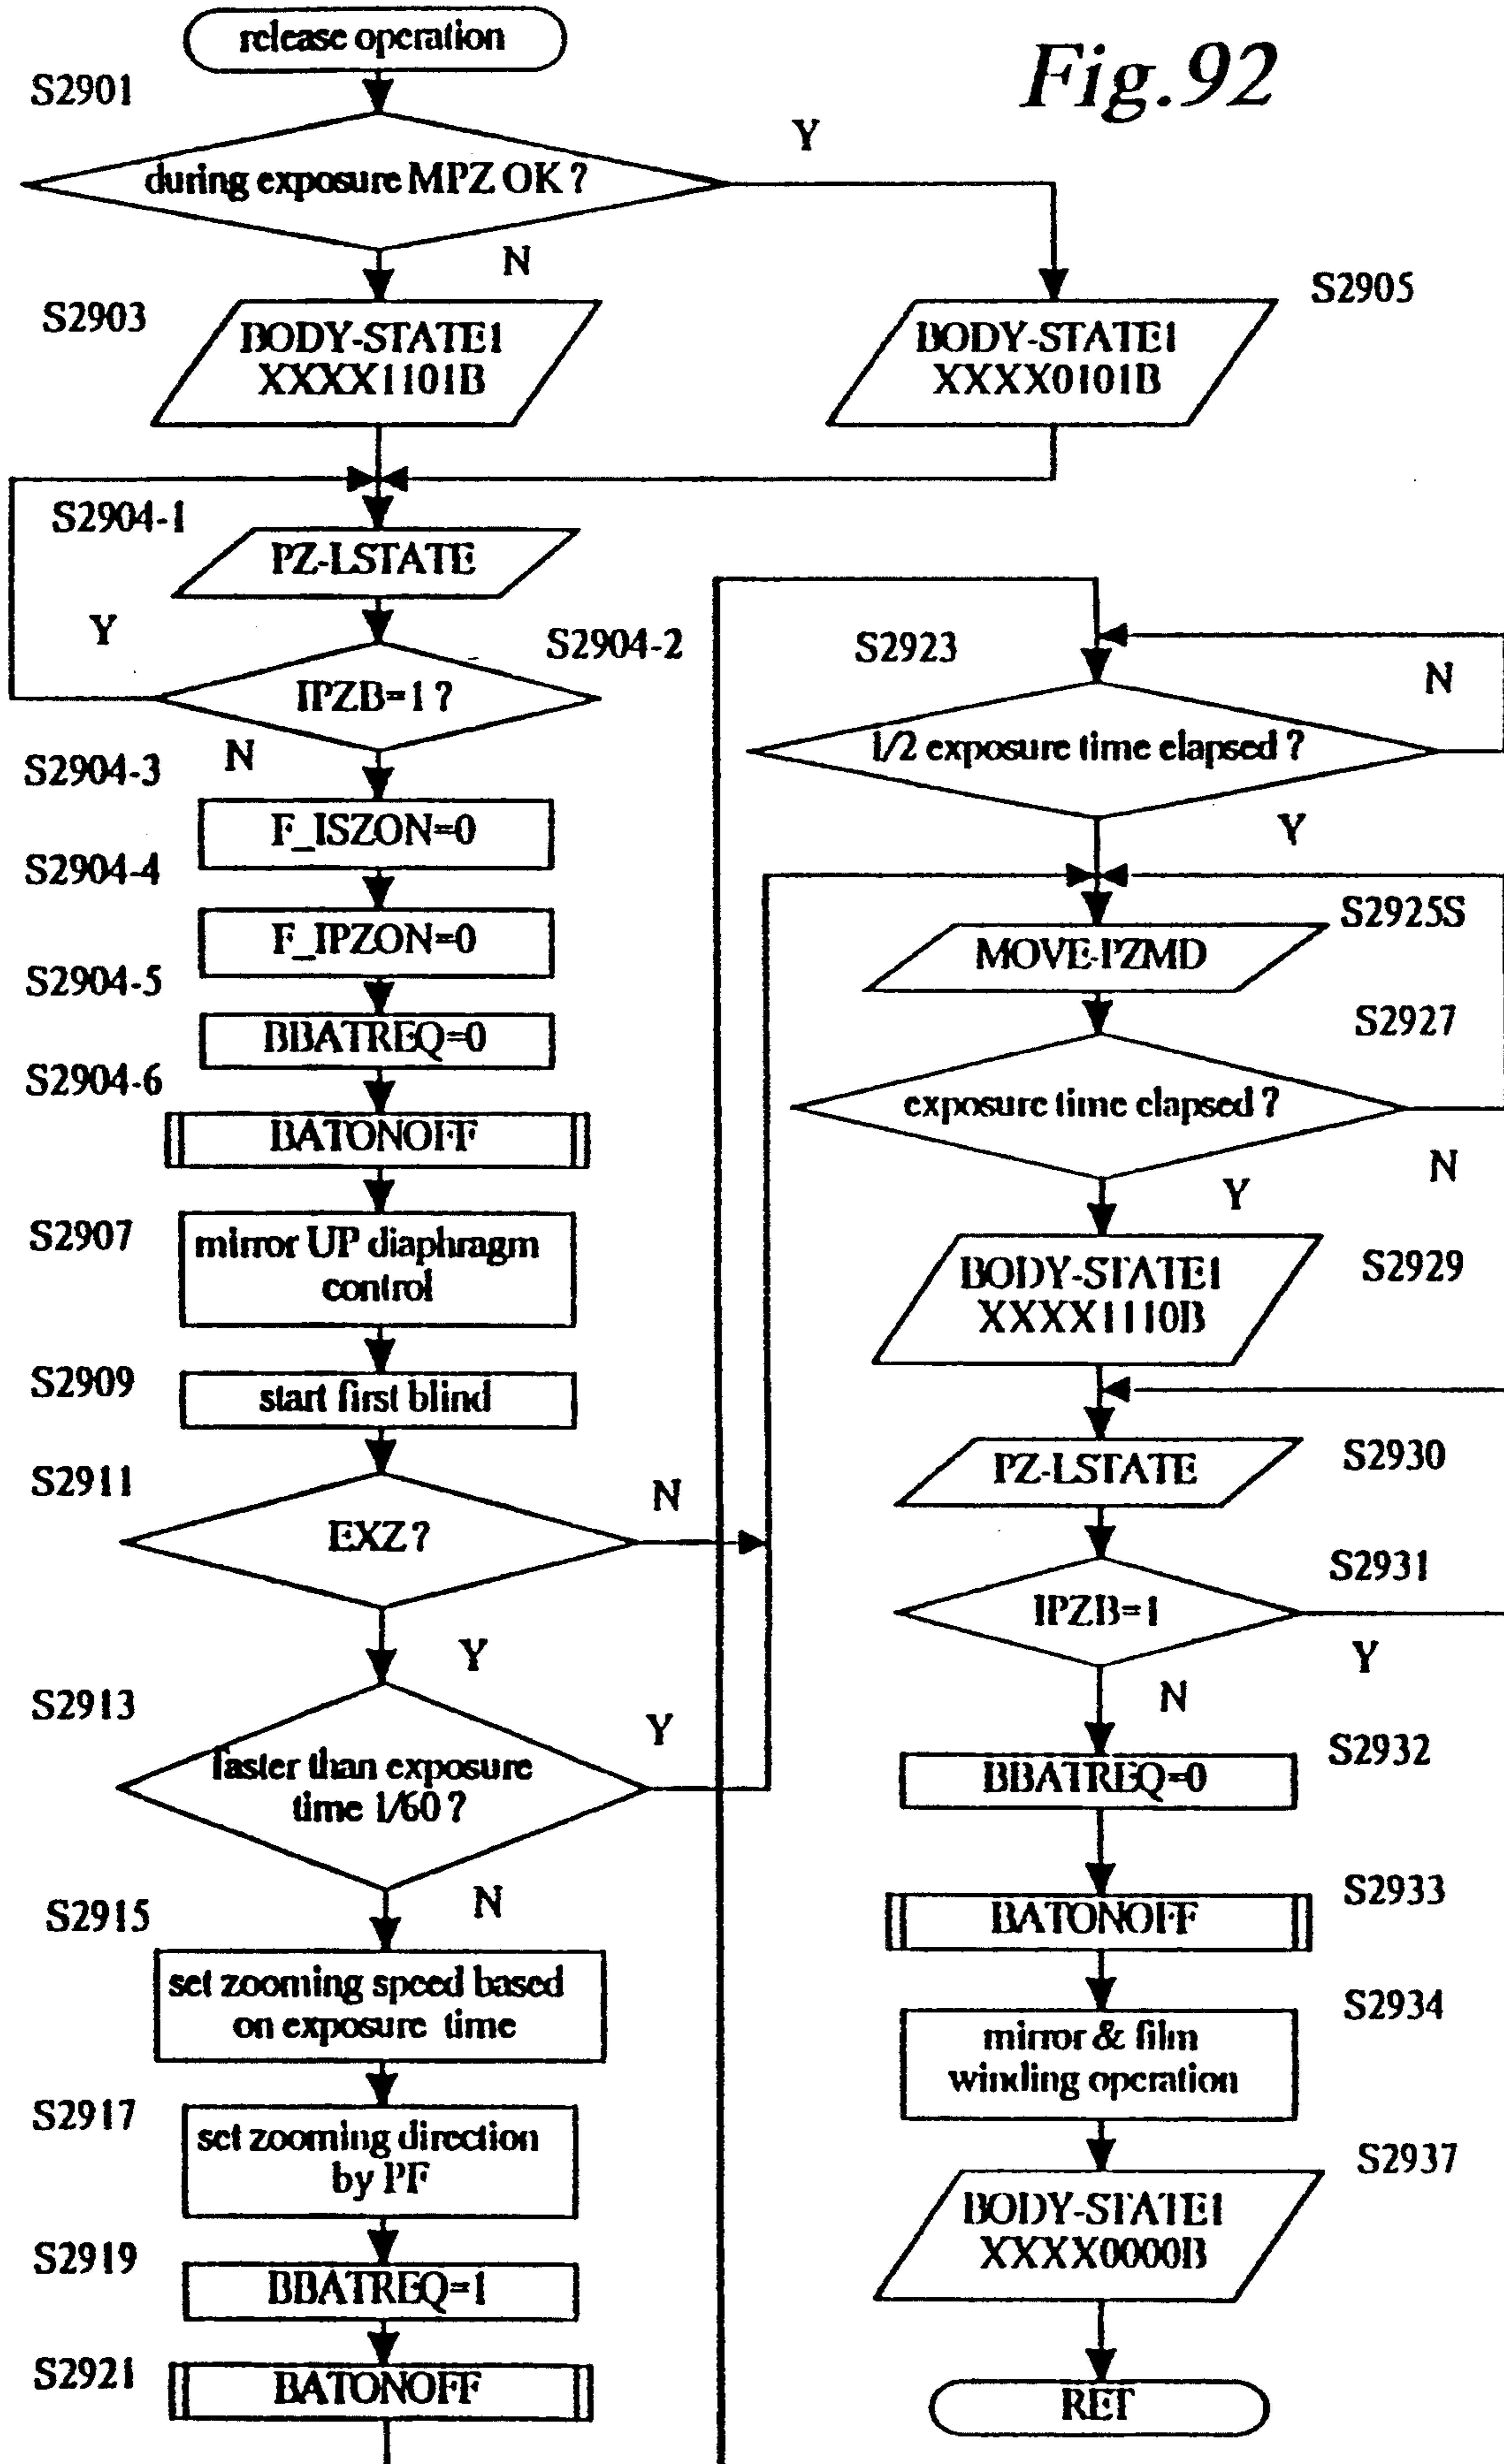 Fig.92
release operation
S2901
during exposure MPZ OK ?
Y
N
S2903
BODY-STATE1
XXXX1101B
S2905
BODY-STATE1
XXXX0101B
S2904-1
PZ-LSTATE
Y
S2904-2
IPZB=1 ?
N
S2904-3
F_ISZON=0
S2904-4
F_IPZON=0
S2904-5
BBATREQ=0
S2904-6
BATONOFF
S2907
mirror UP diaphragm
control
S2909
start first blind
S2911
EXZ ?
N
Y
S2913
faster than exposure
time 1/60 ?
Y
N
S2915
set zooming speed based
on exposure time
S2917
set zooming direction
by PF
S2919
BBATREQ=1
S2921
BATONOFF
S2923
1/2 exposure time elapsed ?
N
Y
S2925S
MOVE-PZMD
S2927
exposure time elapsed ?
N
Y
S2929
BODY-STATE1
XXXX1110B
S2930
PZ-LSTATE
S2931
IPZB=1
Y
N
S2932
BBATREQ=0
S2933
BATONOFF
S2934
mirror & film
winding operation
S2937
BODY-STATE1
XXXX0000B
RET